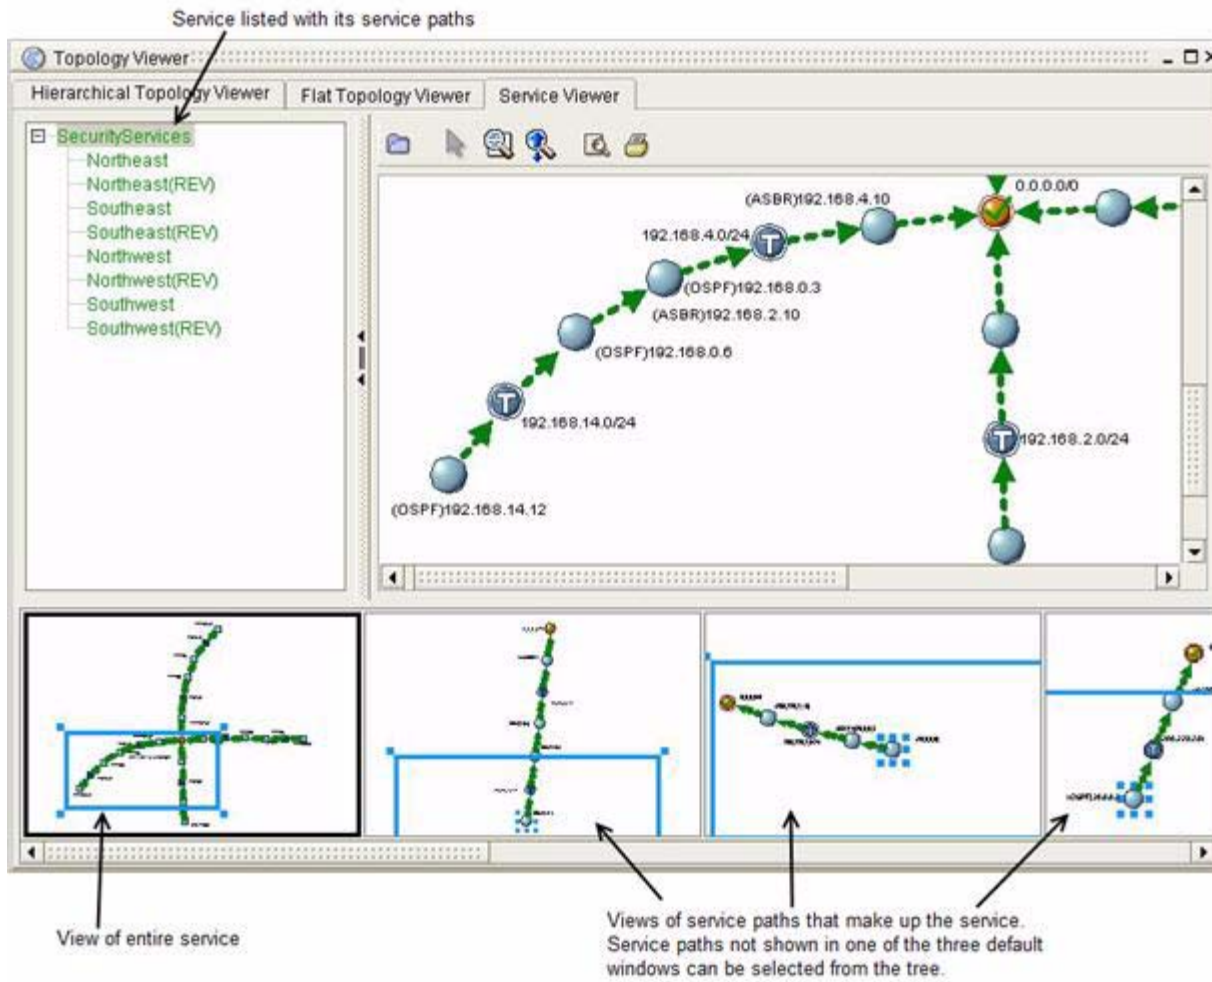 Service listed with its service paths
Topology Viewer
Hierarchical Topology Viewer
Flat Topology Viewer
Service Viewer
SecurityServices
Northeast
Northeast(REV)
Southeast
Southeast(REV)
Northwest
Northwest(REV)
Southwest
Southwest(REV)
0.0.0.0/0
(ASBR)192.168.4.10
192.168.4.0/24
(OSPF)192.168.0.3
(ASBR)192.168.2.10
(OSPF)192.168.0.6
192.168.14.0/24
192.168.2.0/24
(OSPF)192.168.14.12
View of entire service
Views of service paths that make up the service.
Service paths not shown in one of the three default
windows can be selected from the tree.